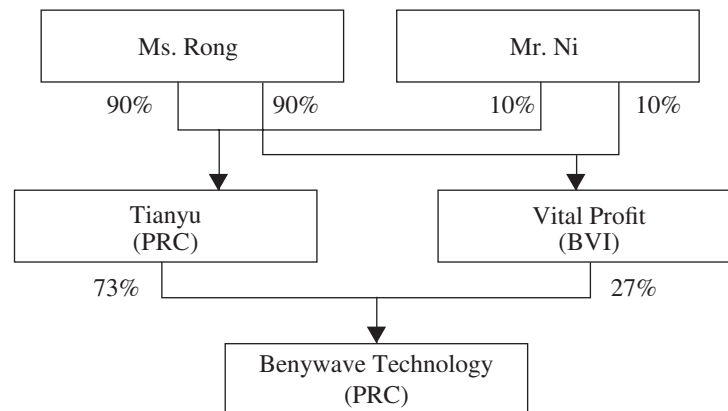 Ms. Rong
Mr. Ni
90%
90%
10%
10%
Tianyu
(PRC)
Vital Profit
(BVI)
73%
27%
Benywave Technology
(PRC)